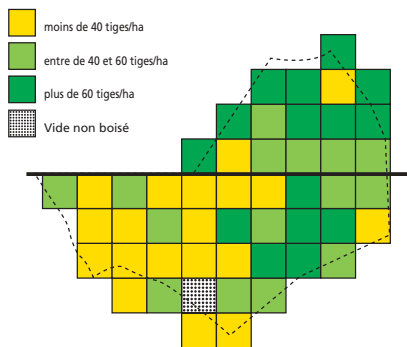 moins de 40 tiges/ha
entre de 40 et 60 tiges/ha
plus de 60 tiges/ha
Vide non boisé